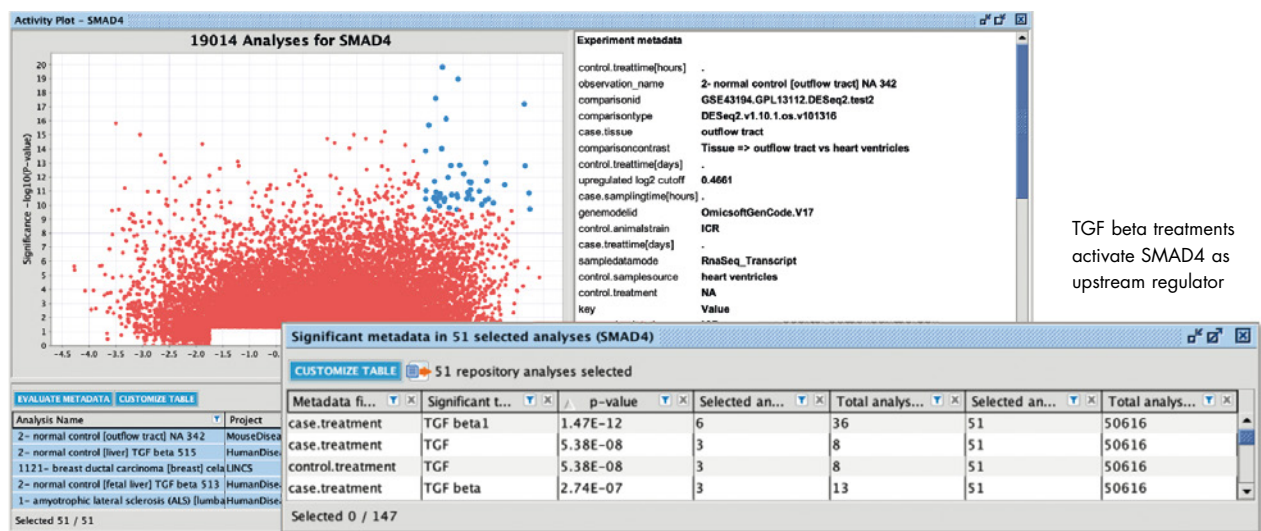 Activity Plot - SMAD4
19014 Analyses for SMAD4
Significance -log10(P-value)
20
19
18
17
16
15
14
13
12
11
10
9
8
7
6
5
4
3
2
1
0
-4.5 -4.0 -3.5 -3.0 -2.5 -2.0 -1.5 -1.0
Experiment metadata
control.treattime[hours] .
observation_name 2- normal control [outflow tract] NA 342
comparisonid GSE43194.GPL13112.DESeq2.test2
comparisontype DESeq2.v1.10.1.os.v101316
case.tissue outflow tract
comparisoncontrast Tissue => outflow tract vs heart ventricles
control.treattime[days] .
upregulated log2 cutoff 0.4661
case.samplingtime[hours] .
genemodelid OmicsoftGenCode.V17
control.animalstrain ICR
case.treattime[days] .
sampledatamode RnaSeq_Transcript
control.samplesource heart ventricles
control.treatment NA
key Value
TGF beta treatments
activate SMAD4 as
upstream regulator
EVALUATE METADATA CUSTOMIZE TABLE
Analysis Name Project
2- normal control [outflow tract] NA 342 MouseDisea
2- normal control [liver] TGF beta 515 HumanDise
1121- breast ductal carcinoma [breast] cela LINCS
2- normal control [fetal liver] TGF beta 513 HumanDise
1- amyotrophic lateral sclerosis (ALS) [lumba HumanDise
Selected 51 / 51
Significant metadata in 51 selected analyses (SMAD4)
CUSTOMIZE TABLE 51 repository analyses selected
Metadata fi... Significant t... p-value Selected an... Total analys... Selected an... Total analys...
case.treatment TGF beta1 1.47E-12 6 36 51 50616
case.treatment TGF 5.38E-08 3 8 51 50616
control.treatment TGF 5.38E-08 3 8 51 50616
case.treatment TGF beta 2.74E-07 3 13 51 50616
Selected 0 / 147